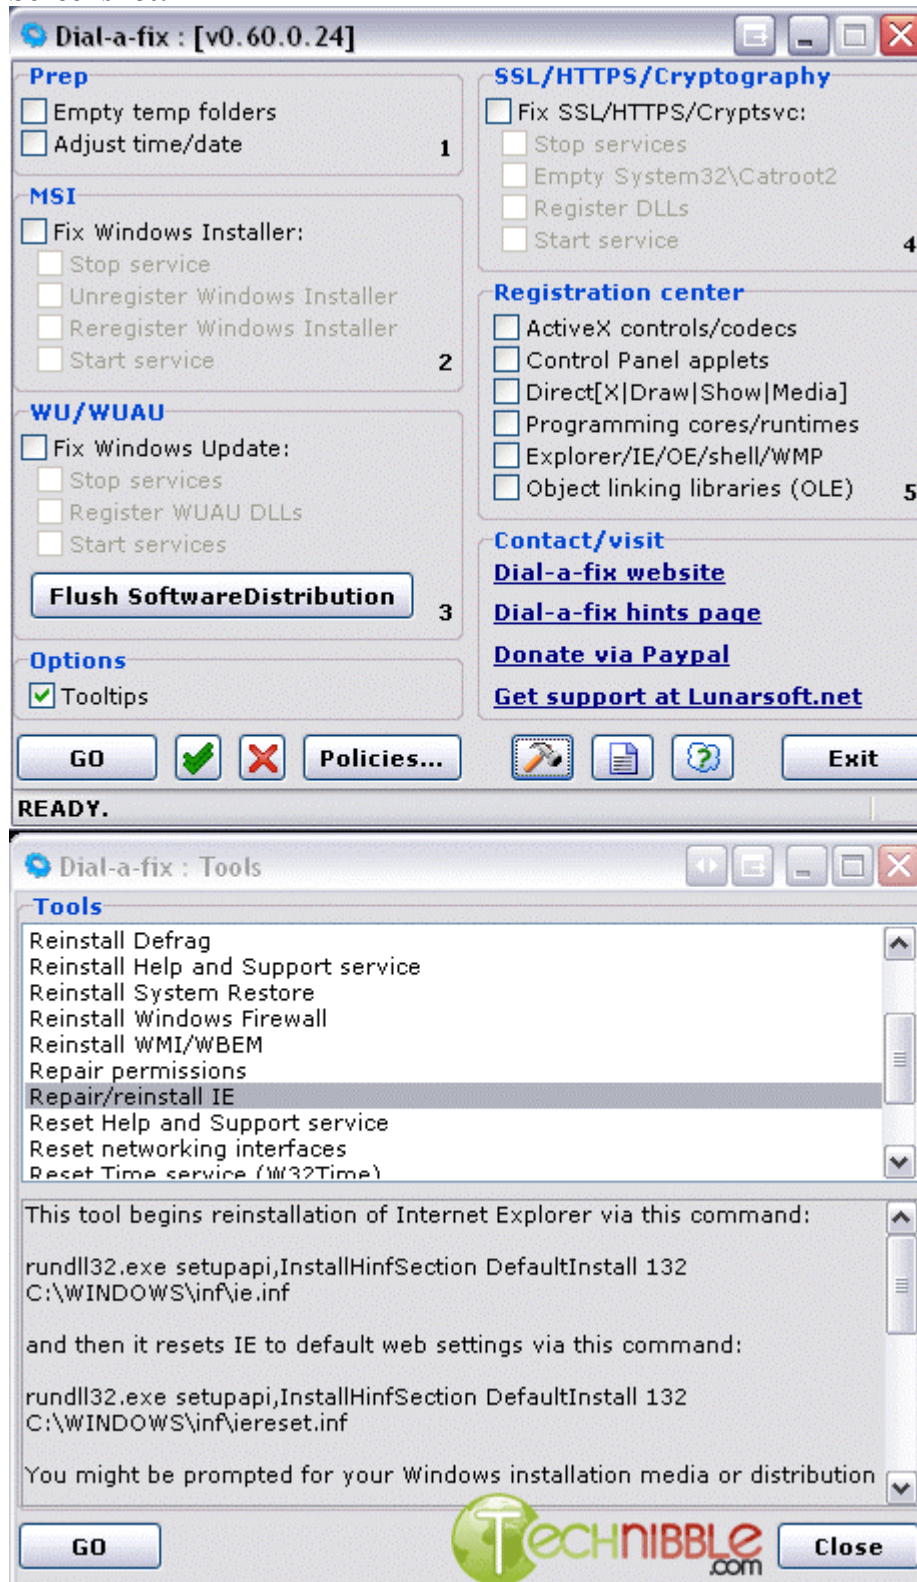 Dial-a-fix : [v0.60.0.24]
Prep
Empty temp folders
Adjust time/date
1
MSI
Fix Windows Installer:
Stop service
Unregister Windows Installer
Reregister Windows Installer
Start service
2
WU/WUAU
Fix Windows Update:
Stop services
Register WUAU DLLs
Start services
Flush SoftwareDistribution
3
Options
Tooltips
SSL/HTTPS/Cryptography
Fix SSL/HTTPS/Cryptsvc:
Stop services
Empty System32\Catroot2
Register DLLs
Start service
4
Registration center
ActiveX controls/codecs
Control Panel applets
Direct[X|Draw|Show|Media]
Programming cores/runtimes
Explorer/IE/OE/shell/WMP
Object linking libraries (OLE)
5
Contact/visit
Dial-a-fix website
Dial-a-fix hints page
Donate via Paypal
Get support at Lunarsoft.net
GO
Policies...
Exit
READY.
Dial-a-fix : Tools
Tools
Reinstall Defrag
Reinstall Help and Support service
Reinstall System Restore
Reinstall Windows Firewall
Reinstall WMI/WBEM
Repair permissions
Repair/reinstall IE
Reset Help and Support service
Reset networking interfaces
Reset Time service (W32Time)
This tool begins reinstallation of Internet Explorer via this command:
rundll32.exe setupapi,InstallHinfSection DefaultInstall 132
C:\WINDOWS\inf\ie.inf
and then it resets IE to default web settings via this command:
rundll32.exe setupapi,InstallHinfSection DefaultInstall 132
C:\WINDOWS\inf\iereset.inf
You might be prompted for your Windows installation media or distribution
GO
TECHNIBBLE
.com
Close